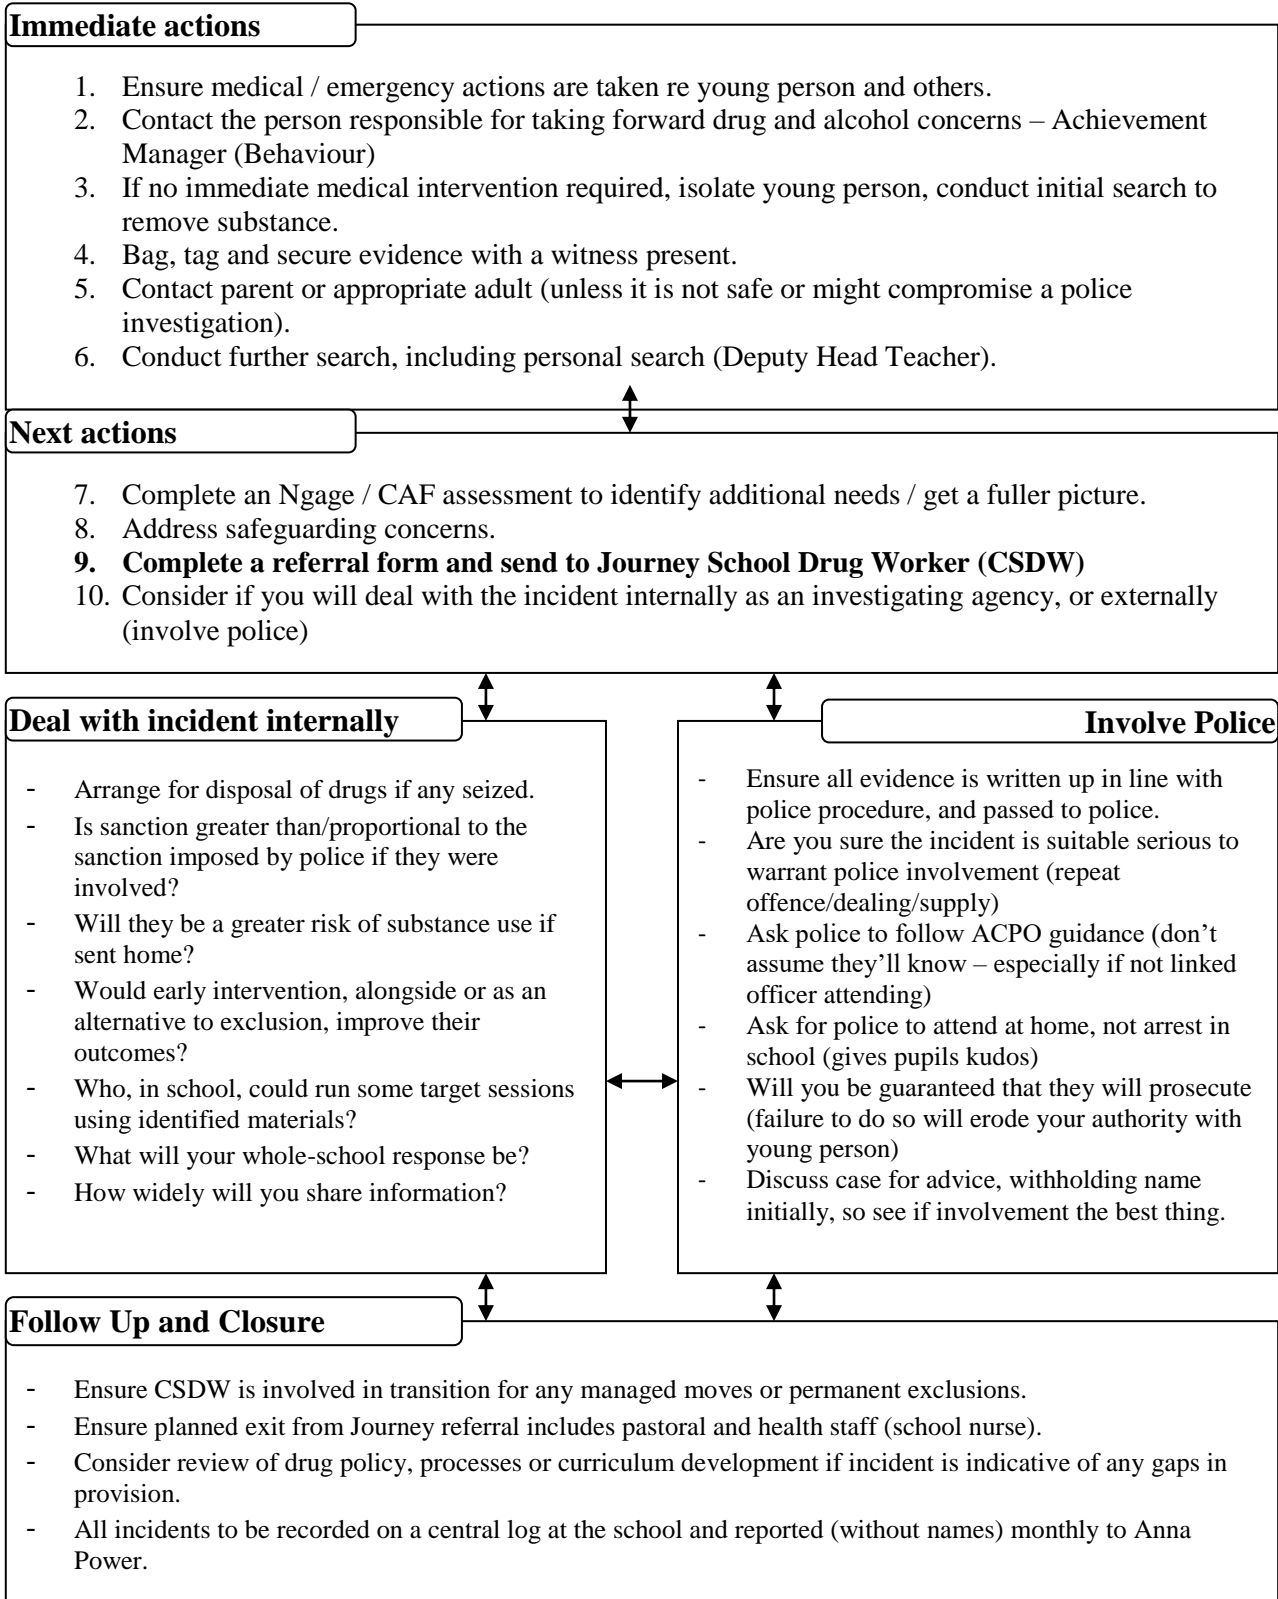 Immediate actions
1. Ensure medical / emergency actions are taken re young person and others.
2. Contact the person responsible for taking forward drug and alcohol concerns – Achievement
Manager (Behaviour)
3. If no immediate medical intervention required, isolate young person, conduct initial search to
remove substance.
4. Bag, tag and secure evidence with a witness present.
5. Contact parent or appropriate adult (unless it is not safe or might compromise a police
investigation).
6. Conduct further search, including personal search (Deputy Head Teacher).
Next actions
7. Complete an Ngage / CAF assessment to identify additional needs / get a fuller picture.
8. Address safeguarding concerns.
9. Complete a referral form and send to Journey School Drug Worker (CSDW)
10. Consider if you will deal with the incident internally as an investigating agency, or externally
(involve police)
Deal with incident internally
- Arrange for disposal of drugs if any seized.
- Is sanction greater than/proportional to the
sanction imposed by police if they were
involved?
- Will they be a greater risk of substance use if
sent home?
- Would early intervention, alongside or as an
alternative to exclusion, improve their
outcomes?
- Who, in school, could run some target sessions
using identified materials?
- What will your whole-school response be?
- How widely will you share information?
Involve Police
- Ensure all evidence is written up in line with
police procedure, and passed to police.
- Are you sure the incident is suitable serious to
warrant police involvement (repeat
offence/dealing/supply)
- Ask police to follow ACPO guidance (don’t
assume they’ll know – especially if not linked
officer attending)
- Ask for police to attend at home, not arrest in
school (gives pupils kudos)
- Will you be guaranteed that they will prosecute
(failure to do so will erode your authority with
young person)
- Discuss case for advice, withholding name
initially, so see if involvement the best thing.
Follow Up and Closure
- Ensure CSDW is involved in transition for any managed moves or permanent exclusions.
- Ensure planned exit from Journey referral includes pastoral and health staff (school nurse).
- Consider review of drug policy, processes or curriculum development if incident is indicative of any gaps in
provision.
- All incidents to be recorded on a central log at the school and reported (without names) monthly to Anna
Power.